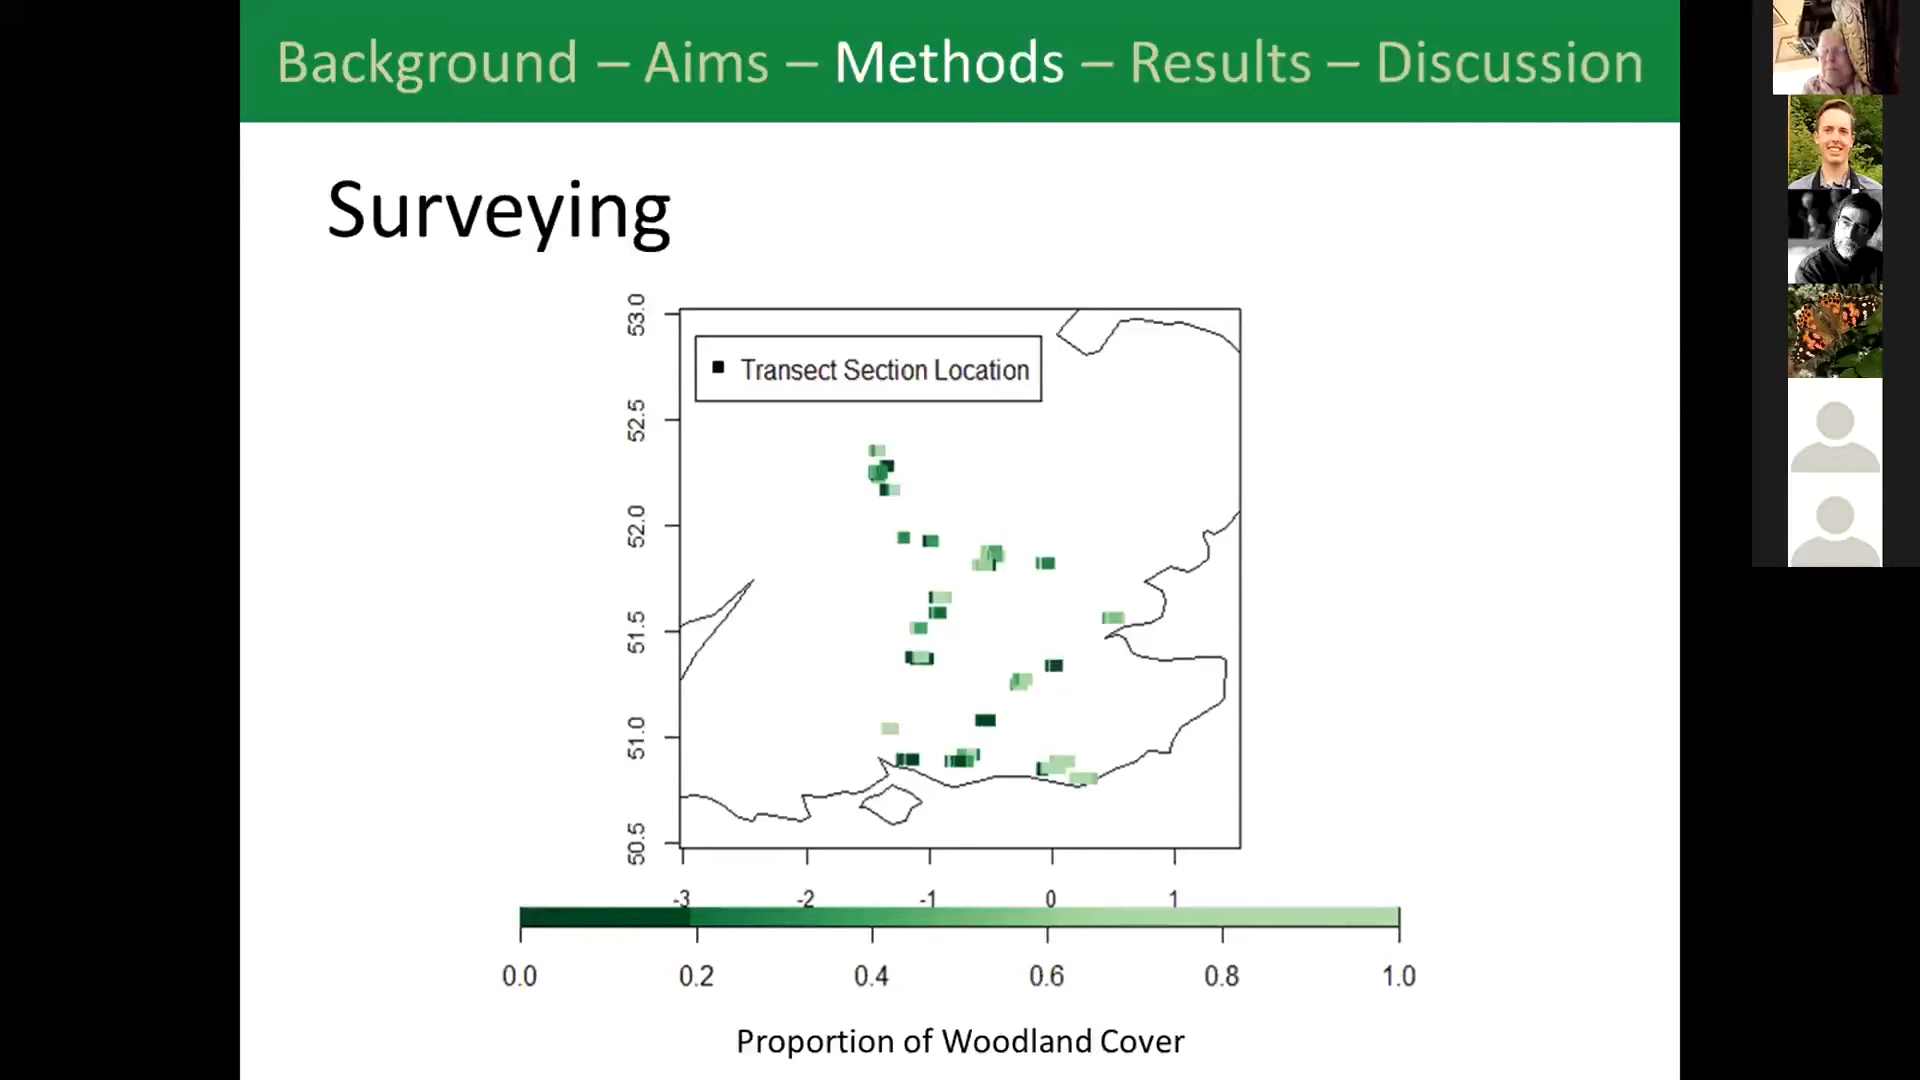 Background – Aims – Methods – Results – Discussion
Surveying
Transect Section Location
53.0
52.5
52.0
51.5
51.0
50.5
-3 -2 -1 0 1
0.0 0.2 0.4 0.6 0.8 1.0
Proportion of Woodland Cover